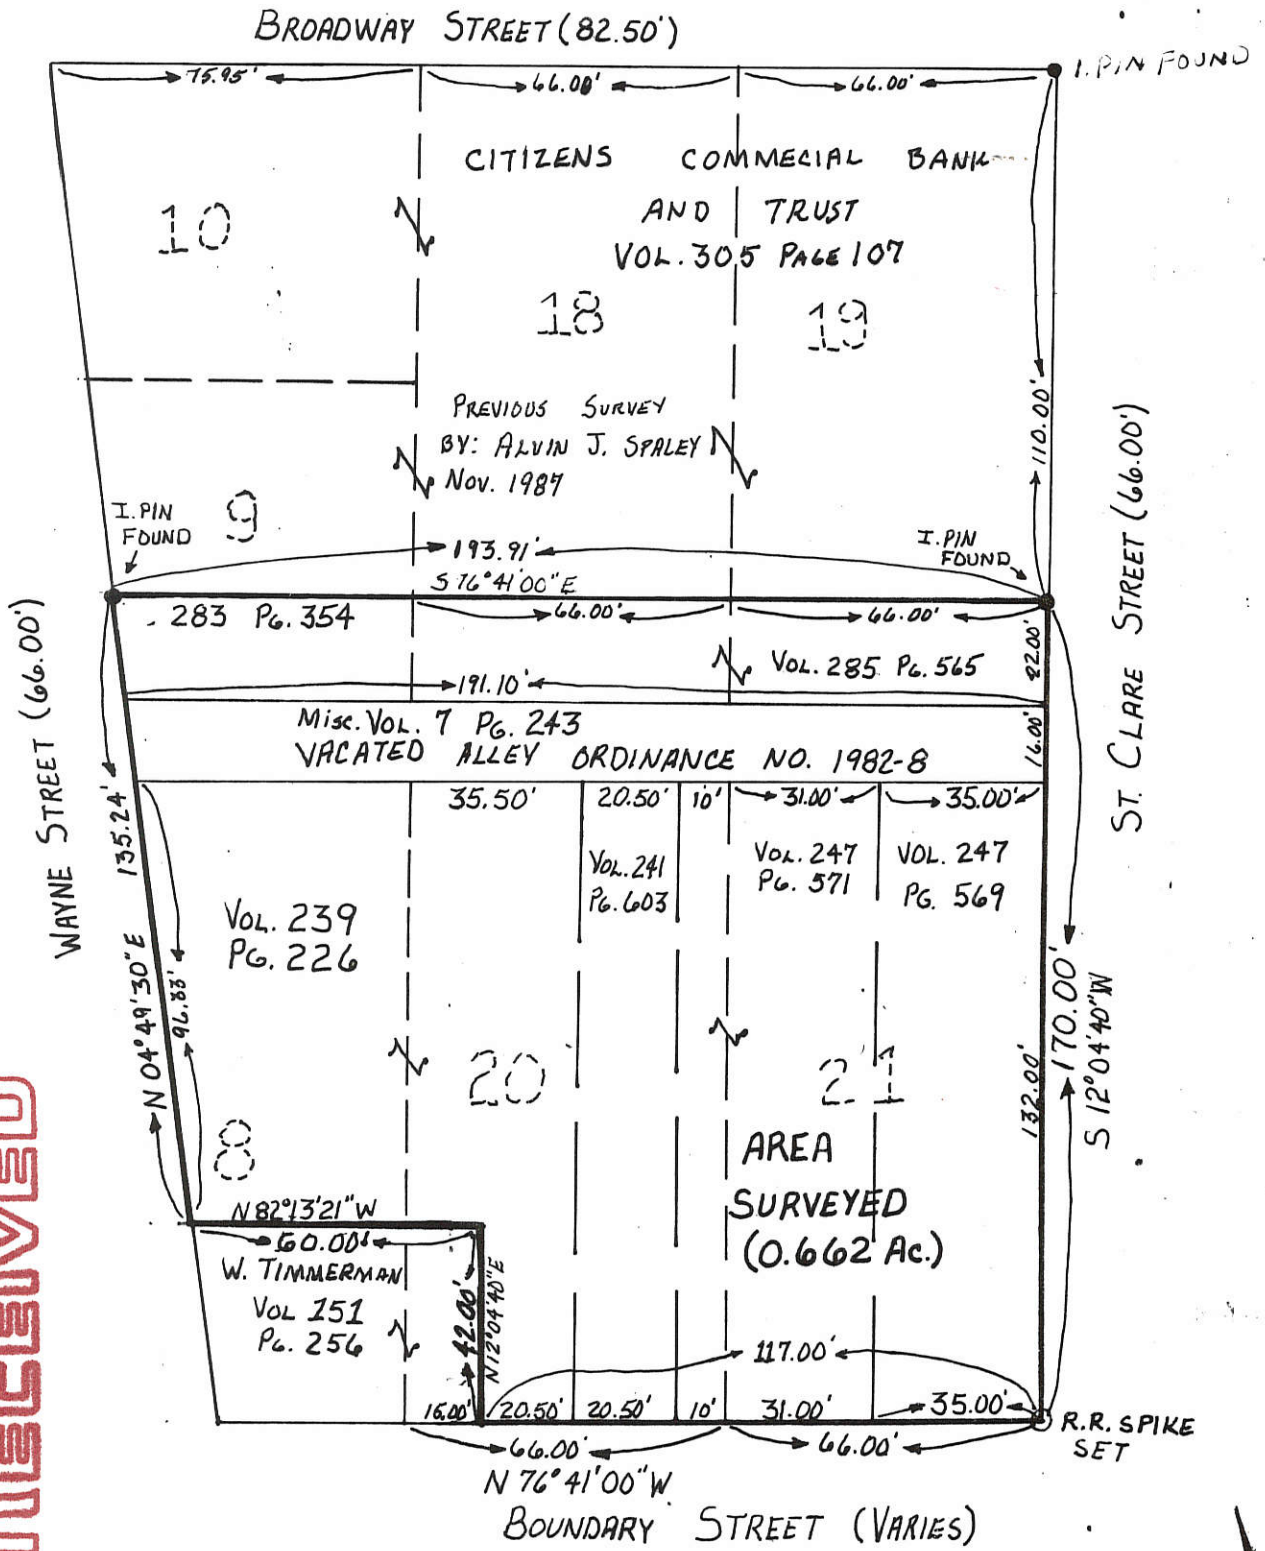 BROADWAY STREET (82.50')
I. PIN FOUND
75.95'
66.00'
66.00'
CITIZENS COMMECIAL BANK
AND TRUST
VOL. 305 PAGE 107
10
18
19
110.00'
PREVIOUS SURVEY
BY: ALVIN J. SPALEY
NOV. 1987
I. PIN
FOUND
9
193.91'
S 76°41'00"E
I. PIN
FOUND
283 PG. 354
66.00'
66.00'
22.00'
VOL. 285 PG. 565
191.10'
MISC. VOL. 7 PG. 243
VACATED ALLEY ORDINANCE NO. 1982-8
16.00'
ST. CLARE STREET (66.00')
WAYNE STREET (66.00')
35.50'
20.50'
10'
31.00'
35.00'
N 04°49'30"E 135.24'
96.83'
VOL. 239
PG. 226
VOL. 241
PG. 603
VOL. 247
PG. 571
VOL. 247
PG. 569
132.00'
170.00'
S 12°04'40"W
8
20
21
AREA
SURVEYED
(0.662 AC.)
N 82°13'21"W
60.00'
W. TIMMERMAN
VOL 151
PG. 256
42.00'
N 12°04'40"E
117.00'
16.00'
20.50'
20.50'
10'
31.00'
35.00'
R.R. SPIKE
SET
66.00'
66.00'
N 76°41'00"W
BOUNDARY STREET (VARIES)
RECEIVED